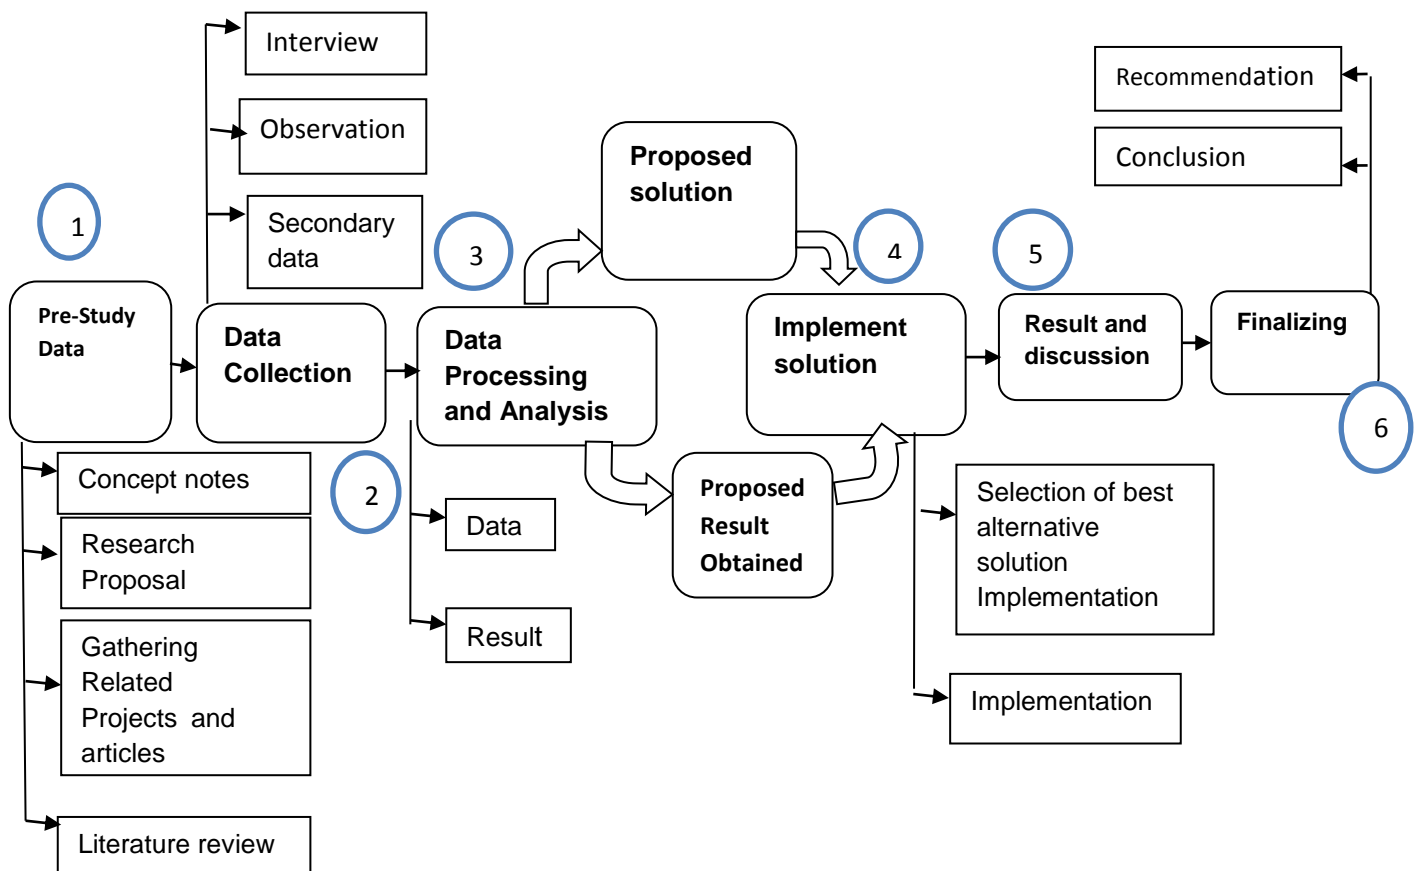 Interview
Observation
Secondary
data
Recommendation
Conclusion
1
3
Proposed
solution
4
5
Pre-Study
Data
Data
Collection
Data
Processing
and Analysis
Implement
solution
Result and
discussion
Finalizing
6
2
Concept notes
Research
Proposal
Gathering
Related
Projects and
articles
Literature review
Data
Result
Proposed
Result
Obtained
Selection of best
alternative
solution
Implementation
Implementation